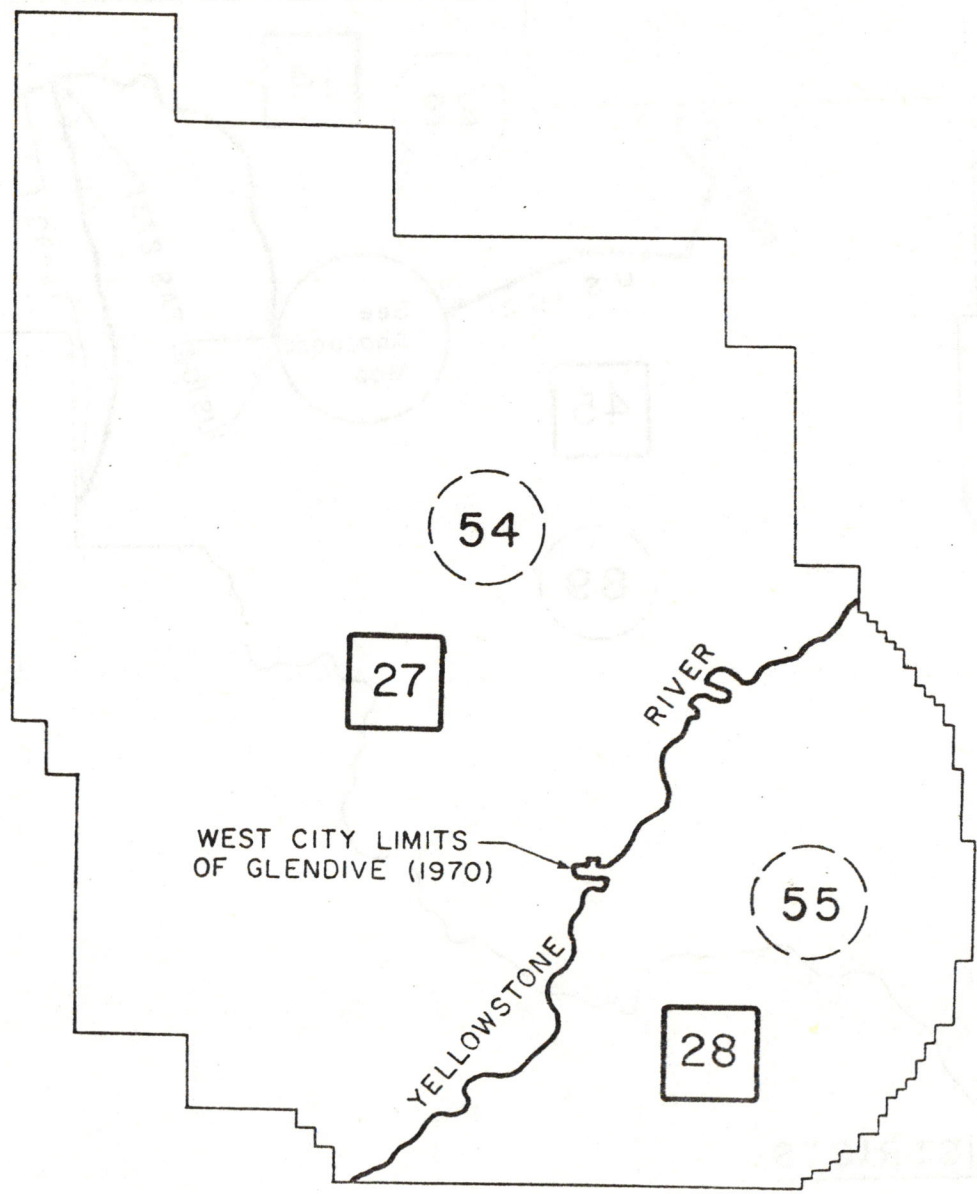 54
27
RIVER
WEST CITY LIMITS
OF GLENDIVE (1970)
55
YELLOWSTONE
28